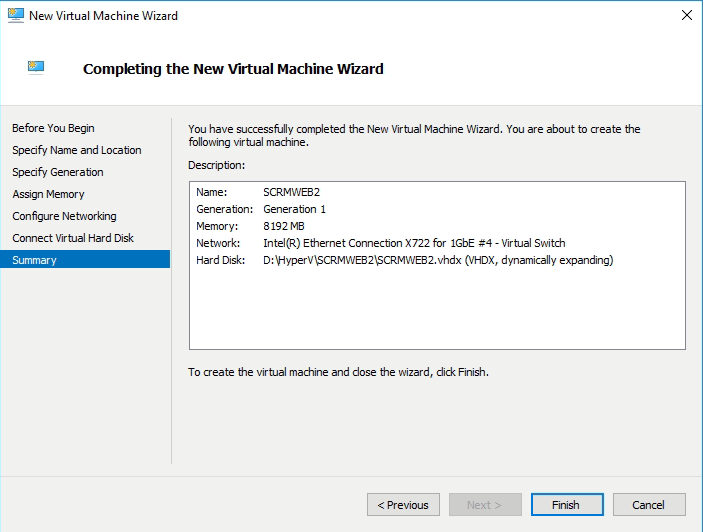 New Virtual Machine Wizard
Completing the New Virtual Machine Wizard
Before You Begin
Specify Name and Location
Specify Generation
Assign Memory
Configure Networking
Connect Virtual Hard Disk
Summary
You have successfully completed the New Virtual Machine Wizard. You are about to create the
following virtual machine.
Description:
Name: SCRMWEB2
Generation: Generation 1
Memory: 8192 MB
Network: Intel(R) Ethernet Connection X722 for 1GbE #4 - Virtual Switch
Hard Disk: D:\HyperV\SCRMWEB2\SCRMWEB2.vhdx (VHDX, dynamically expanding)
To create the virtual machine and close the wizard, click Finish.
< Previous
Next >
Finish
Cancel